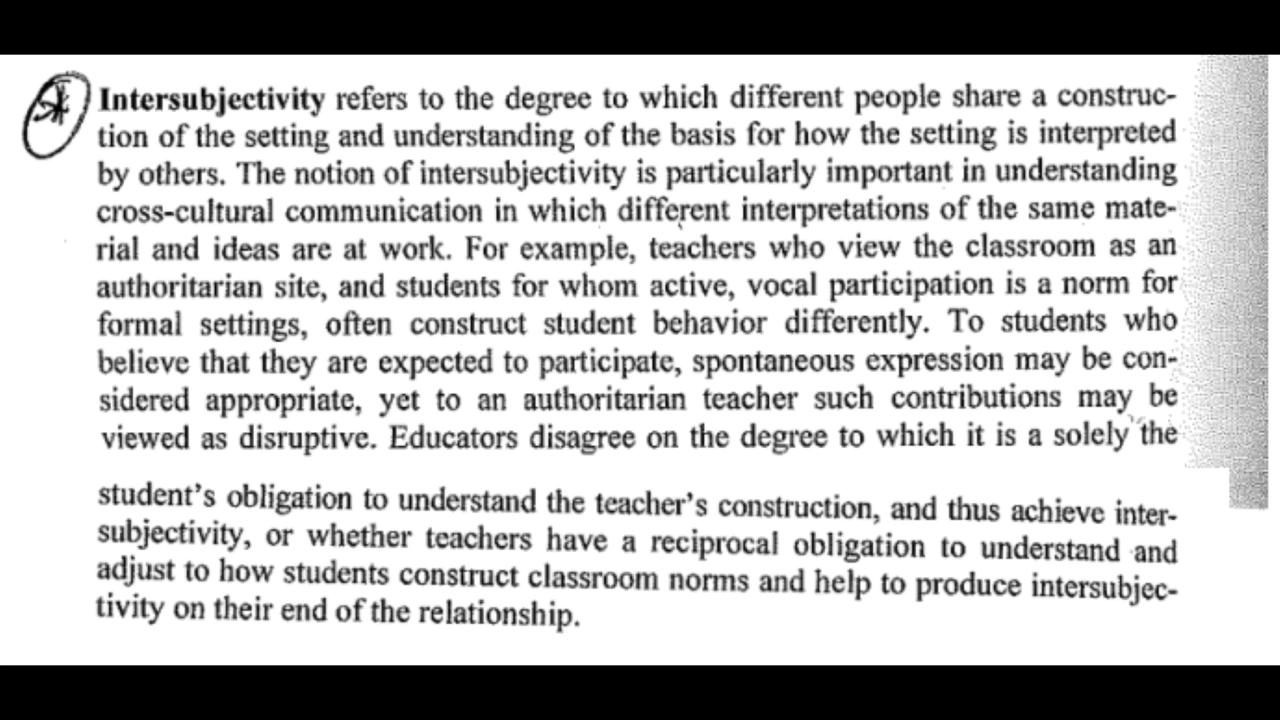 Intersubjectivity refers to the degree to which different people share a construc-
tion of the setting and understanding of the basis for how the setting is interpreted
by others. The notion of intersubjectivity is particularly important in understanding
cross-cultural communication in which different interpretations of the same mate-
rial and ideas are at work. For example, teachers who view the classroom as an
authoritarian site, and students for whom active, vocal participation is a norm for
formal settings, often construct student behavior differently. To students who
believe that they are expected to participate, spontaneous expression may be con-
sidered appropriate, yet to an authoritarian teacher such contributions may be
viewed as disruptive. Educators disagree on the degree to which it is a solely the
student's obligation to understand the teacher's construction, and thus achieve inter-
subjectivity, or whether teachers have a reciprocal obligation to understand and
adjust to how students construct classroom norms and help to produce intersubjec-
tivity on their end of the relationship.